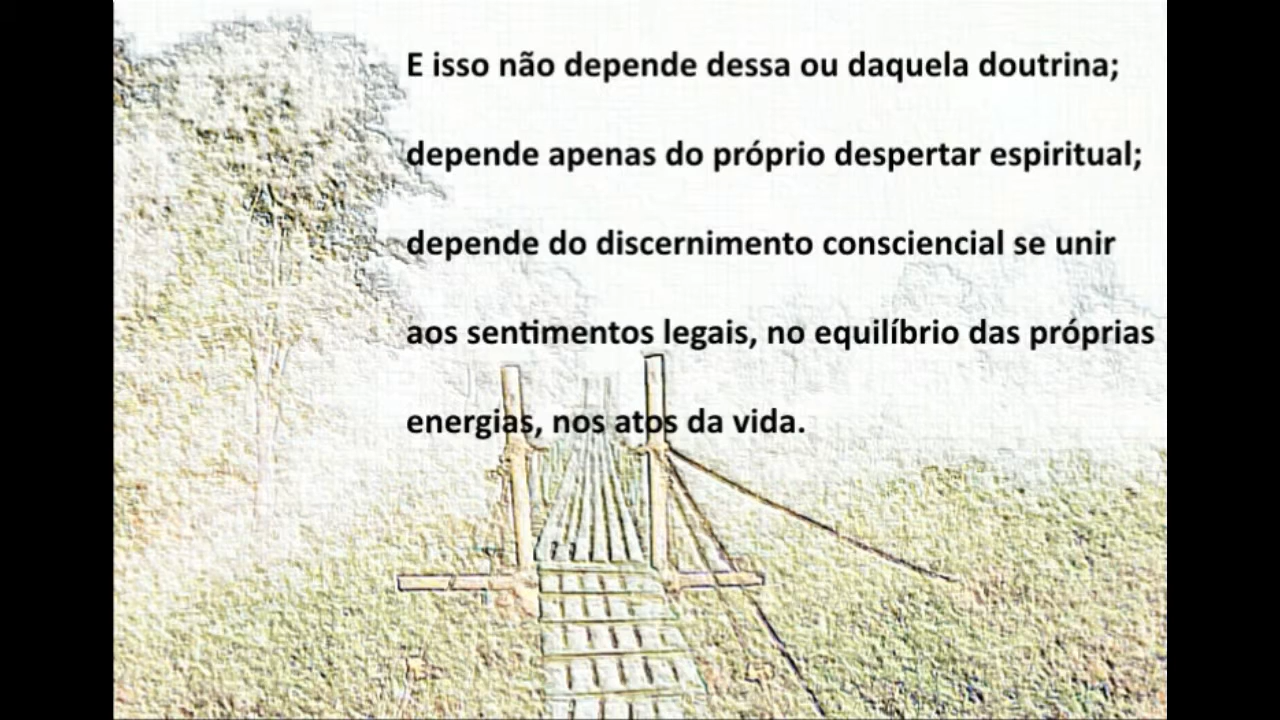 E isso não depende dessa ou daquela doutrina;
depende apenas do próprio despertar espiritual;
depende do discernimento consciencial se unir
aos sentimentos legais, no equilíbrio das próprias
energias, nos atos da vida.